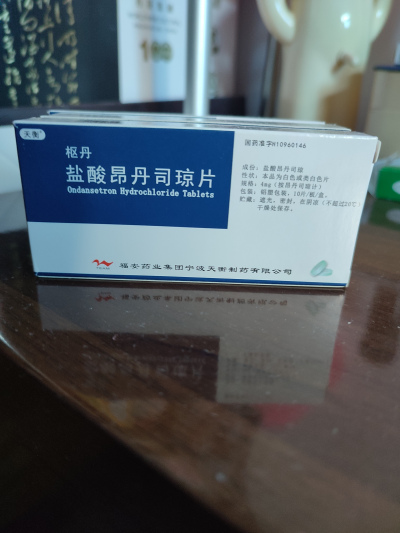 天衡
枢丹
盐酸昂丹司琼片
Ondansetron Hydrochloride Tablets
国药准字H10960146
成份：盐酸昂丹司琼
性状：本品为白色或类白色片
规格：4mg（按昂丹司琼计）
包装：铝塑包装，10片/板/盒。
贮藏：遮光，密封，在阴凉（不超过20℃）
干燥处保存。
福安药业集团宁波天衡制药有限公司